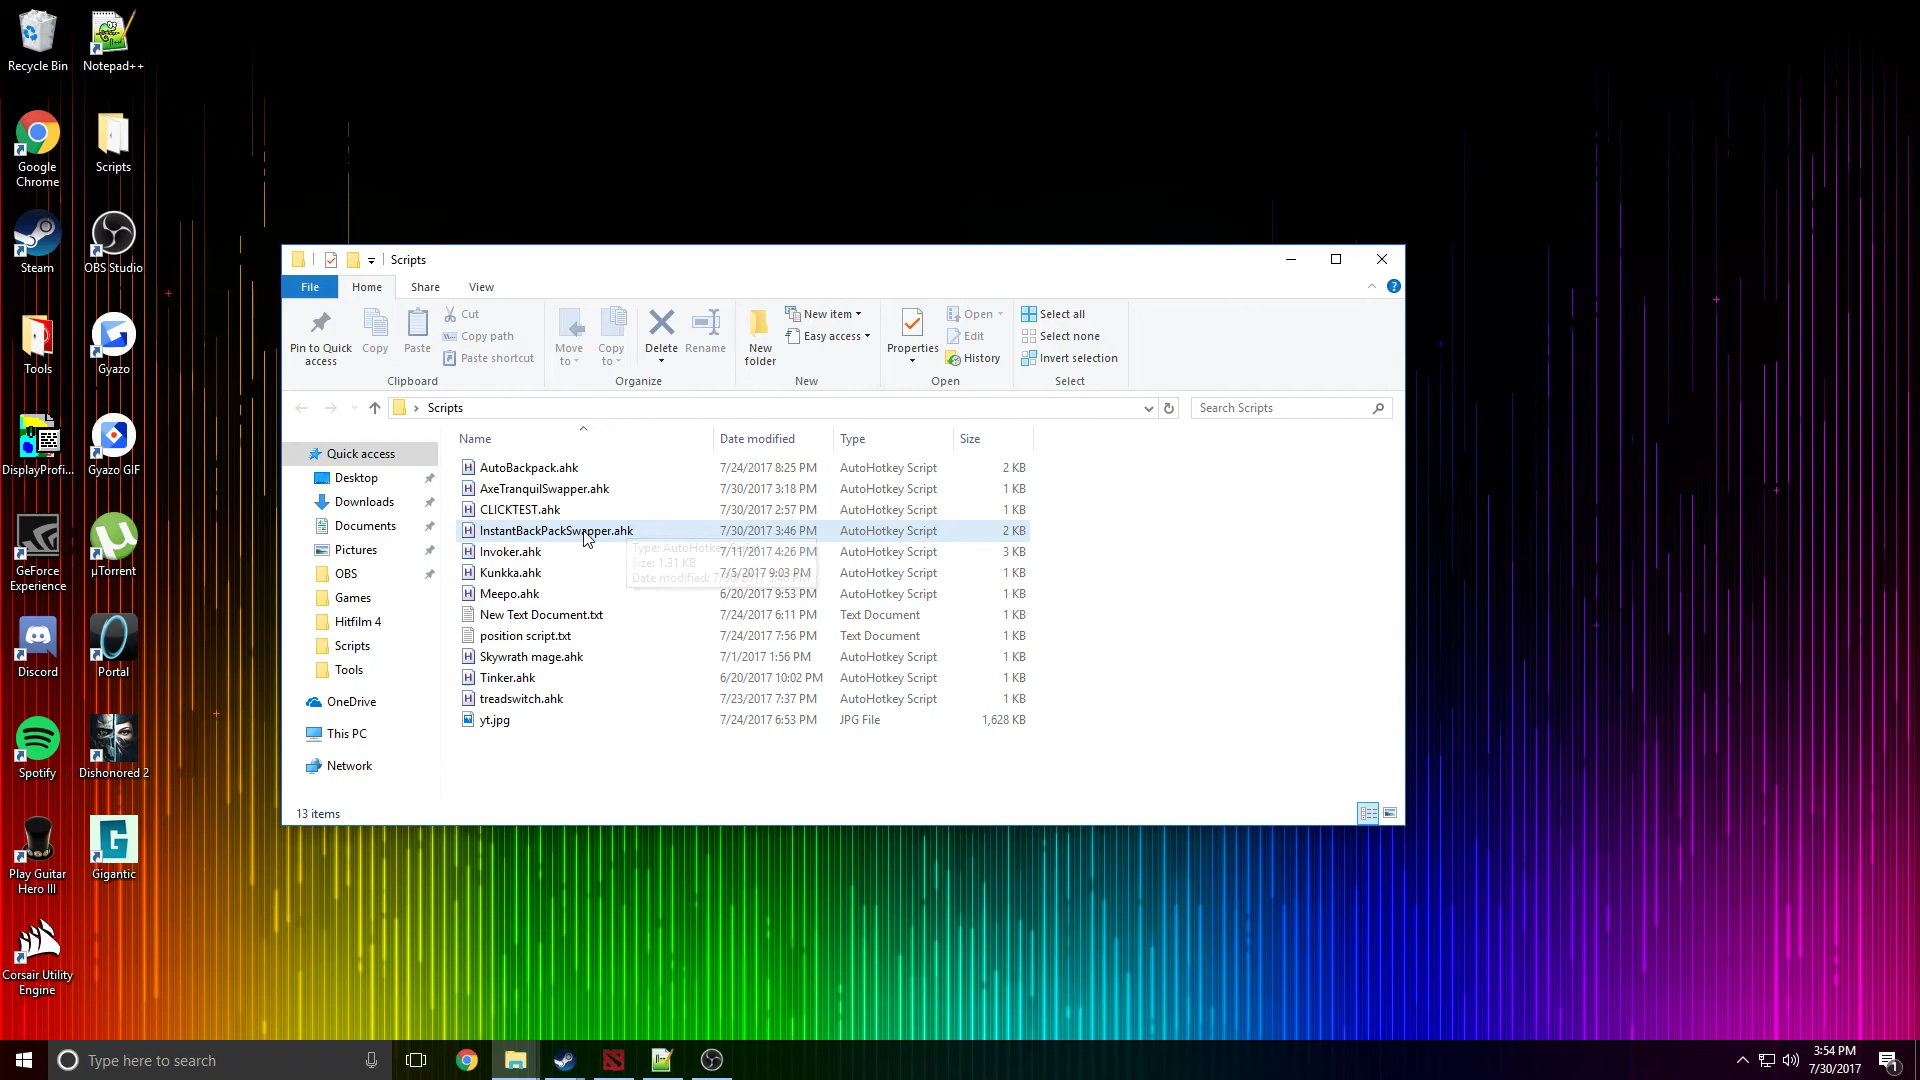 Recycle Bin
Notepad++
Google
Chrome
Scripts
Steam
OBS Studio
Tools
Gyazo
DisplayProfi...
Gyazo GIF
GeForce
Experience
µTorrent
Discord
Portal
Spotify
Dishonored 2
Play Guitar
Hero III
Gigantic
Corsair Utility
Engine
Scripts
File
Home
Share
View
Pin to Quick
access
Copy
Paste
Cut
Copy path
Paste shortcut
Clipboard
Move
to
Copy
to
Delete
Rename
Organize
New
folder
New item
Easy access
New
Properties
Open
Edit
History
Open
Select all
Select none
Invert selection
Select
Scripts
Search Scripts
Quick access
Desktop
Downloads
Documents
Pictures
OBS
Games
Hitfilm 4
Scripts
Tools
OneDrive
This PC
Network
Name Date modified Type Size
AutoBackpack.ahk 7/24/2017 8:25 PM AutoHotkey Script 2 KB
AxeTranquilSwapper.ahk 7/30/2017 3:18 PM AutoHotkey Script 1 KB
CLICKTEST.ahk 7/30/2017 2:57 PM AutoHotkey Script 1 KB
InstantBackPackSwapper.ahk 7/30/2017 3:46 PM AutoHotkey Script 2 KB
Invoker.ahk 7/11/2017 4:26 PM AutoHotkey Script 3 KB
Kunkka.ahk 7/5/2017 9:03 PM AutoHotkey Script 1 KB
Meepo.ahk 6/20/2017 9:53 PM AutoHotkey Script 1 KB
New Text Document.txt 7/24/2017 6:11 PM Text Document 1 KB
position script.txt 7/24/2017 7:56 PM Text Document 1 KB
Skywrath mage.ahk 7/1/2017 1:56 PM AutoHotkey Script 1 KB
Tinker.ahk 6/20/2017 10:02 PM AutoHotkey Script 1 KB
treadswitch.ahk 7/23/2017 7:37 PM AutoHotkey Script 1 KB
yt.jpg 7/24/2017 6:53 PM JPG File 1,628 KB
Type: AutoHotke
Size: 1.31 KB
Date modified:
13 items
Type here to search
3:54 PM
7/30/2017
1